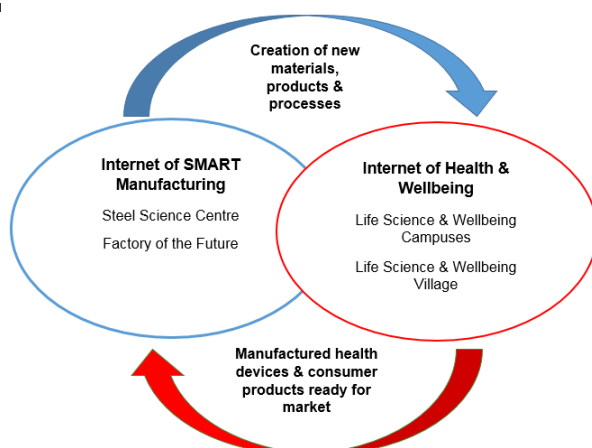 Creation of new
materials,
products &
processes
Internet of SMART
Manufacturing
Steel Science Centre
Factory of the Future
Internet of Health &
Wellbeing
Life Science & Wellbeing
Campuses
Life Science & Wellbeing
Village
Manufactured health
devices & consumer
products ready for
market